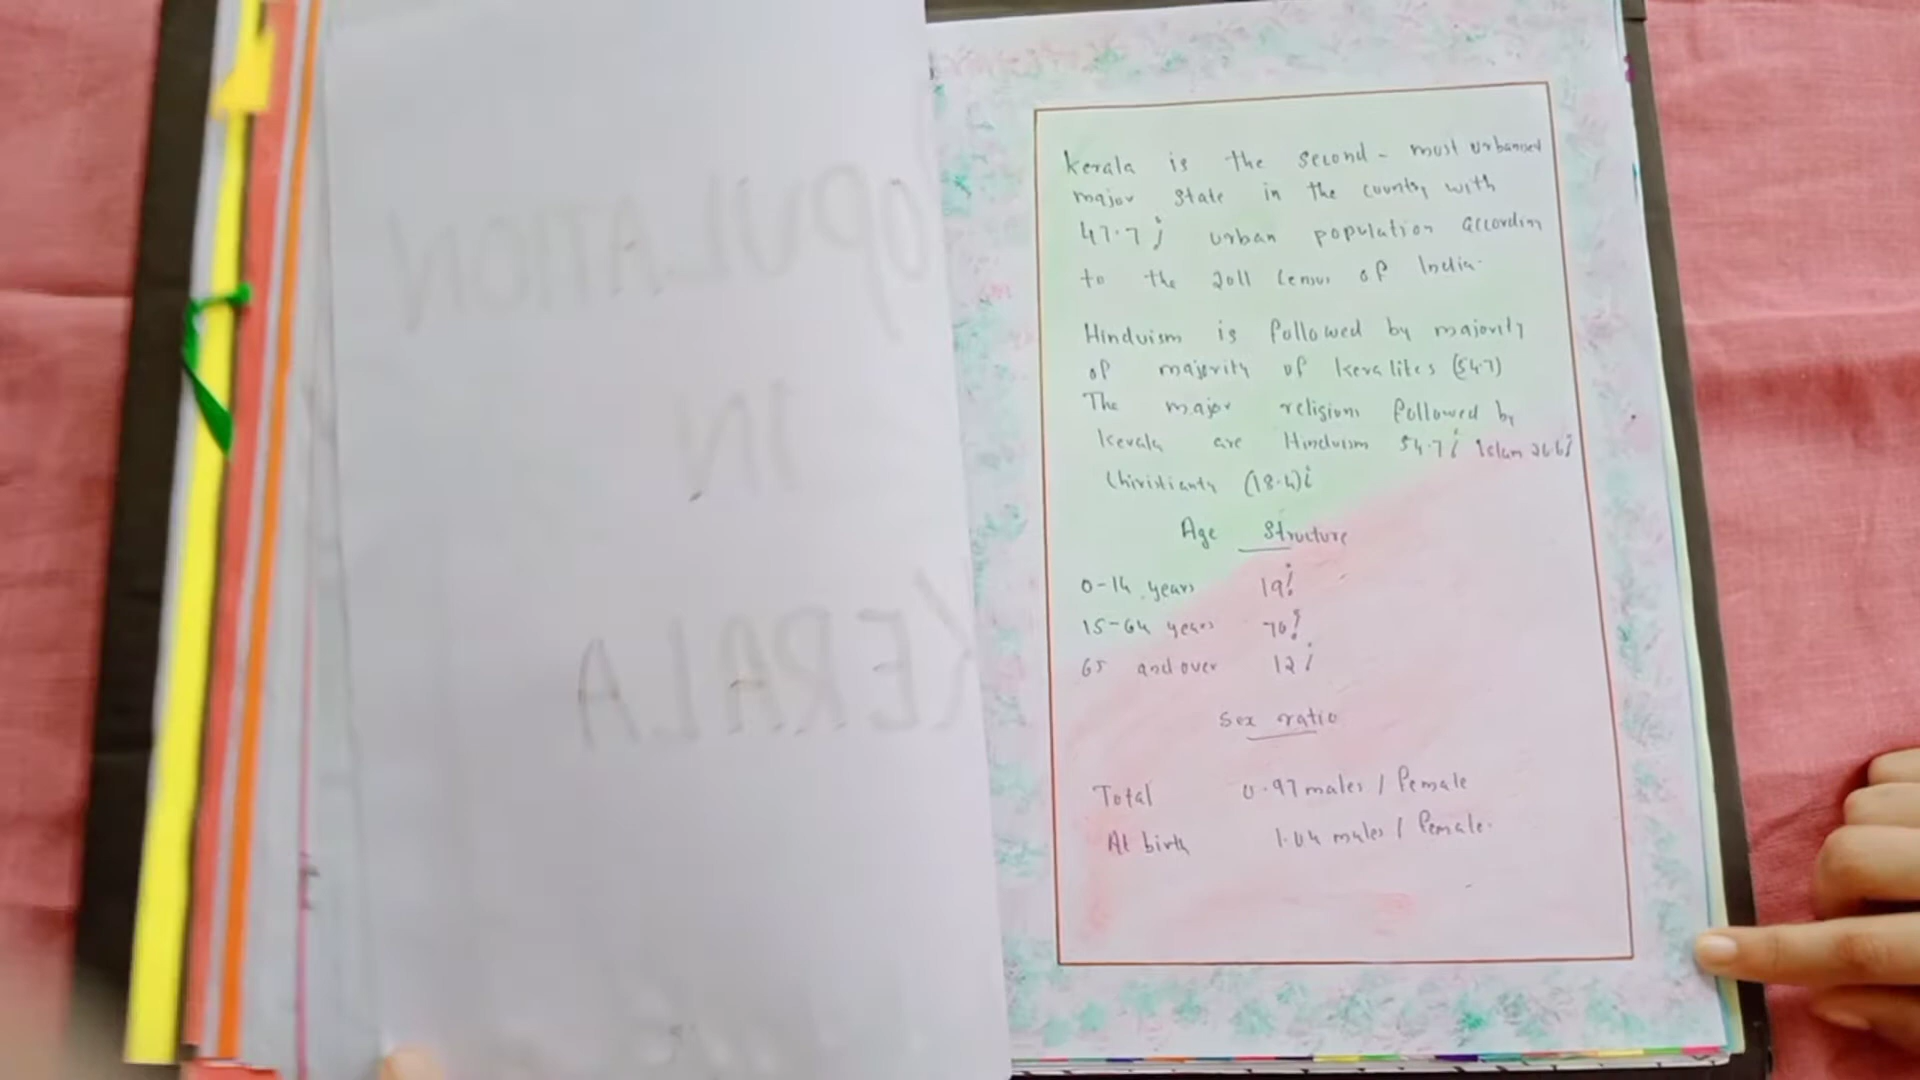 POPULATION
IN
KERALA
Kerala is the second - most urbanised
major state in the country with
47.7% urban population according
to the 2011 Census of India.
Hinduism is followed by majority
of majority of Keralites (54.7)
The major religions followed by
Kerala are Hinduism 54.7% Islam 26.6%
Christianty (18.4)%
Age Structure
0-14 years 19%
15-64 years 70%
65 and over 12%
Sex ratio
Total 0.97 males / Female
At birth 1.04 males / Female.